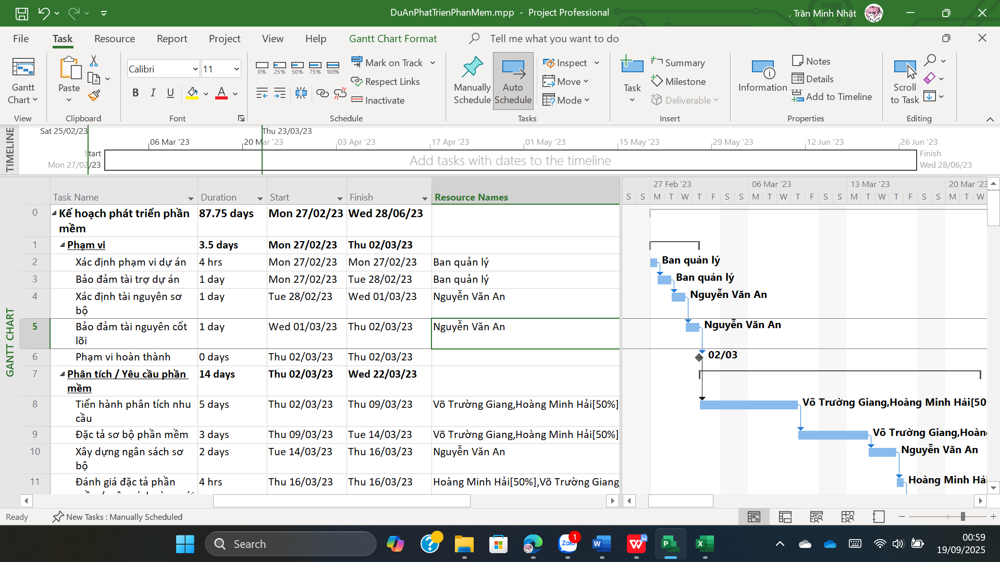 DuAnPhatTrienPhanMem.mpp - Project Professional
. Trần Minh Nhật
File Task Resource Report Project View Help Gantt Chart Format Tell me what you want to do
Gantt Chart
View
Paste
Clipboard
Calibri 11
B I U A
Font
0% 25% 50% 75% 100%
Mark on Track
Respect Links
Inactivate
Schedule
Manually Schedule
Auto Schedule
Inspect
Move
Mode
Tasks
Task
Summary
Milestone
Deliverable
Insert
Information
Notes
Details
Add to Timeline
Properties
Scroll to Task
Editing
TIMELINE
Sat 25/02/23 Thu 23/03/23
06 Mar '23 20 Mar '23 03 Apr '23 17 Apr '23 01 May '23 15 May '23 29 May '23 12 Jun '23 26 Jun '23
Start
Mon 27/02/23
Add tasks with dates to the timeline
Finish
Wed 28/06/23
GANTT CHART
Task Name Duration Start Finish Resource Names
0 Kế hoạch phát triển phần mềm 87.75 days Mon 27/02/23 Wed 28/06/23
1 Phạm vi 3.5 days Mon 27/02/23 Thu 02/03/23
2 Xác định phạm vi dự án 4 hrs Mon 27/02/23 Mon 27/02/23 Ban quản lý
3 Bảo đảm tài trợ dự án 1 day Mon 27/02/23 Tue 28/02/23 Ban quản lý
4 Xác định tài nguyên sơ bộ 1 day Tue 28/02/23 Wed 01/03/23 Nguyễn Văn An
5 Bảo đảm tài nguyên cốt lõi 1 day Wed 01/03/23 Thu 02/03/23 Nguyễn Văn An
6 Phạm vi hoàn thành 0 days Thu 02/03/23 Thu 02/03/23
7 Phân tích / Yêu cầu phần mềm 14 days Thu 02/03/23 Wed 22/03/23
8 Tiến hành phân tích nhu cầu 5 days Thu 02/03/23 Thu 09/03/23 Võ Trường Giang,Hoàng Minh Hải[50%]
9 Đặc tả sơ bộ phần mềm 3 days Thu 09/03/23 Tue 14/03/23 Võ Trường Giang,Hoàng Minh Hải[50%]
10 Xây dựng ngân sách sơ bộ 2 days Tue 14/03/23 Thu 16/03/23 Nguyễn Văn An
11 Đánh giá đặc tả phần 4 hrs Thu 16/03/23 Thu 16/03/23 Hoàng Minh Hải[50%],Võ Trường Giang
27 Feb '23 06 Mar '23 13 Mar '23 20 Mar '23
S S M T W T F S S M T W T F S S M T W T F S S M T W
Ban quản lý
Ban quản lý
Nguyễn Văn An
Nguyễn Văn An
02/03
Võ Trường Giang,Hoàng Minh Hải[50
Võ Trường Giang,Hoàng
Nguyễn Văn An
Hoàng Minh Hải
Ready New Tasks : Manually Scheduled
Search
Zalo 1
00:59
19/09/2025